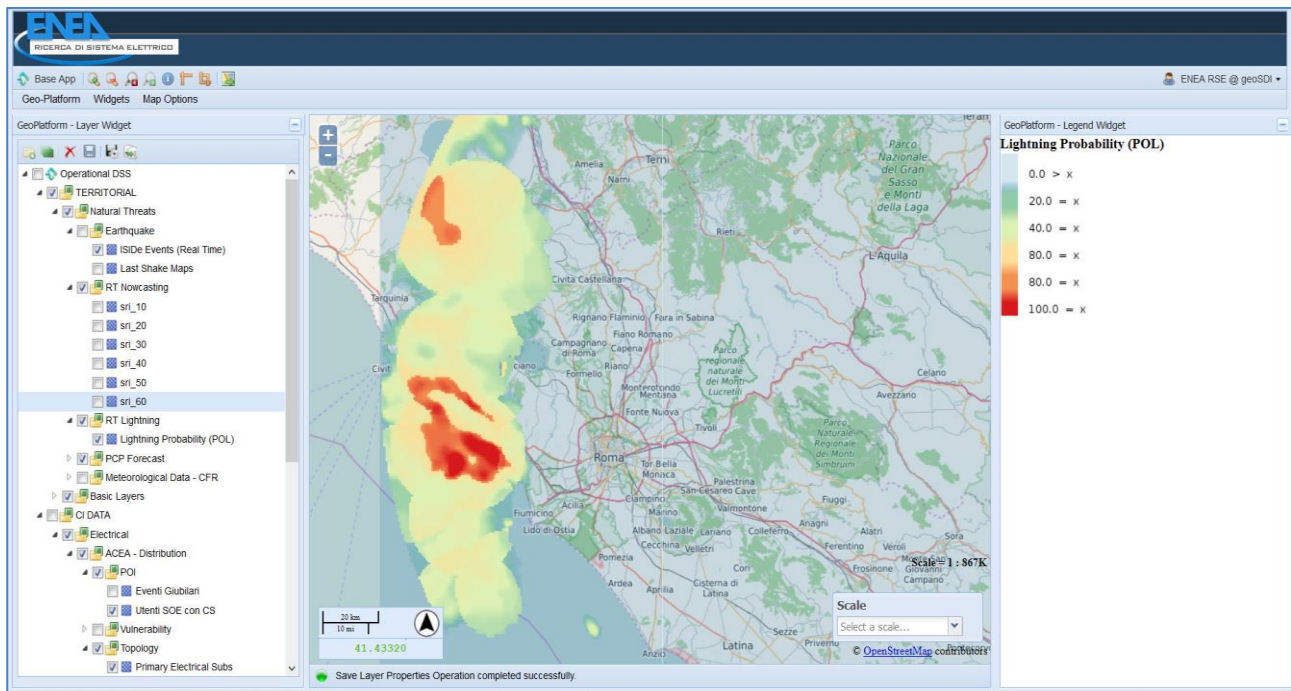 ENEA
RICERCA DI SISTEMA ELETTRICO
Base App
ENEA RSE @ geoSDI
Geo-Platform Widgets Map Options
GeoPlatform - Layer Widget
Operational DSS
TERRITORIAL
Natural Threats
Earthquake
ISIDe Events (Real Time)
Last Shake Maps
RT Nowcasting
sri_10
sri_20
sri_30
sri_40
sri_50
sri_60
RT Lightning
Lightning Probability (POL)
PCP Forecast
Meteorological Data - CFR
Basic Layers
CI DATA
Electrical
ACEA - Distribution
POI
Eventi Giubilari
Utenti SOE con CS
Vulnerability
Topology
Primary Electrical Subs
+
-
Teran
Parco
Nazionale
del Gran
Sasso
e Monti
della Laga
Amelia
Terni
Narni
Rieti
L'Aquila
Civita Castellana
Tarquinia
Rignano Flaminio
Fara in Sabina
Fiano Romano
Campagnano
di Roma
Capena
Parco
regionale
naturale
dei Monti
Lucretili
Civit
ciano
Riano
Formello
Monterotondo
Mentana
Celano
Avezzano
Fonte Nuova
Tivoli
Parco
Naturale
Regionale
dei Monti
Simbruini
Roma
Tor Bella
Monaca
Palestrina
San Cesareo
Cave
Fiuggi
Ciampino
Valmontone
Fiumicino
Acilia
Marino
Anagni
Alatri
Lido di Ostia
Albano Laziale
Lariano
Colleferro
Sora
Cecchina
Velletri
Ferentino
Veroli
Pomezia
Cori
Frosinone
Scale = 1 : 867K
Giovanni
Campano
Ardea
Aprilia
Cisterna di
Latina
20 km
10 mi
41.43320
Scale
Select a scale...
Sezze
Latina
Priverno
Anzio
© OpenStreetMap contributors
Save Layer Properties Operation completed successfully.
GeoPlatform - Legend Widget
Lightning Probability (POL)
0.0 > x
20.0 = x
40.0 = x
80.0 = x
80.0 = x
100.0 = x